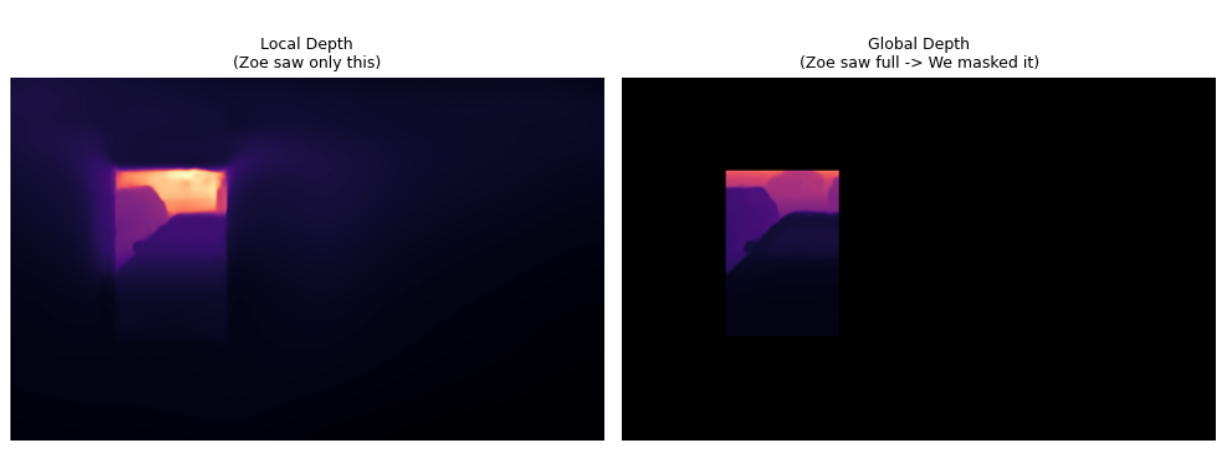 Local Depth
(Zoe saw only this)
Global Depth
(Zoe saw full -> We masked it)